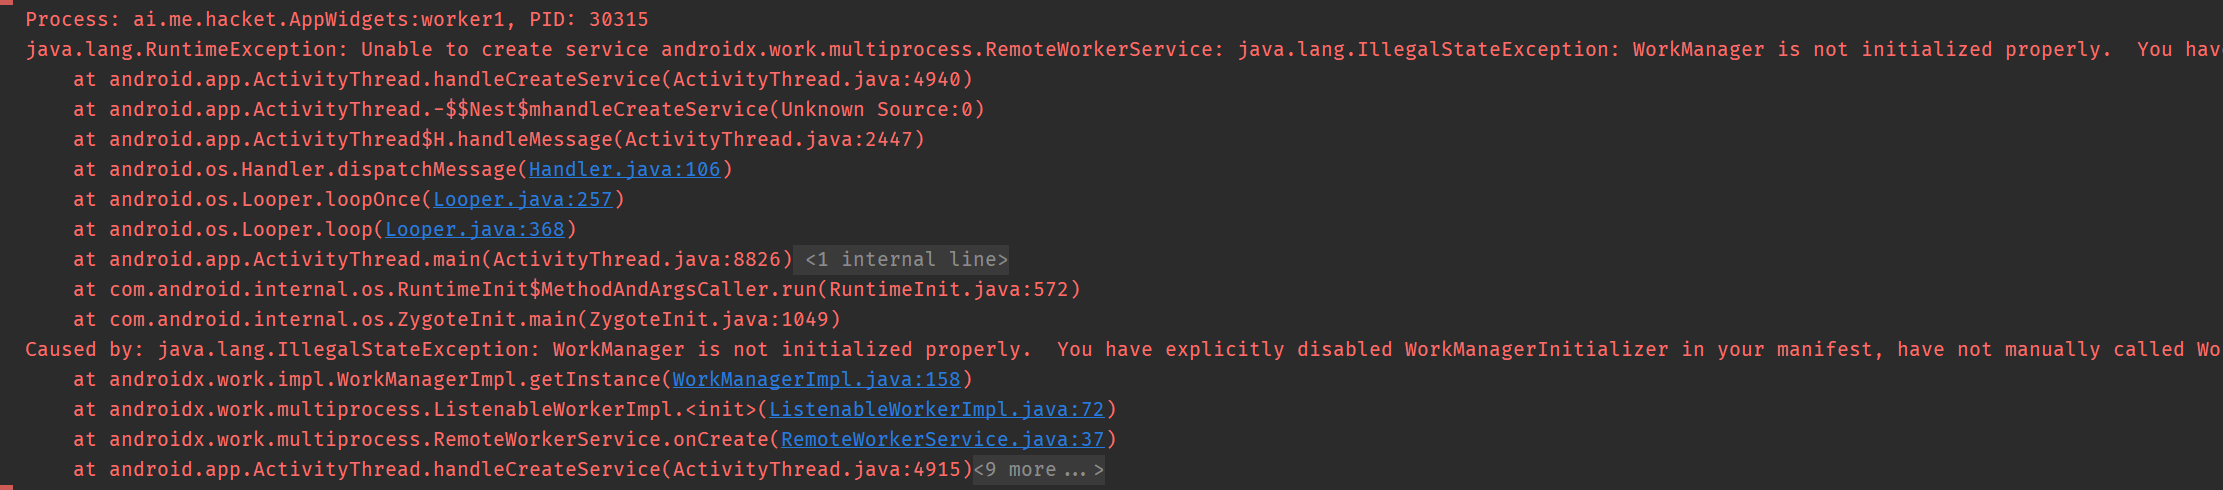 Process: ai.me.hacket.AppWidgets:worker1, PID: 30315
java.lang.RuntimeException: Unable to create service androidx.work.multiprocess.RemoteWorkerService: java.lang.IllegalStateException: WorkManager is not initialized properly.  You hav
    at android.app.ActivityThread.handleCreateService(ActivityThread.java:4940)
    at android.app.ActivityThread.-$$Nest$mhandleCreateService(Unknown Source:0)
    at android.app.ActivityThread$H.handleMessage(ActivityThread.java:2447)
    at android.os.Handler.dispatchMessage(Handler.java:106)
    at android.os.Looper.loopOnce(Looper.java:257)
    at android.os.Looper.loop(Looper.java:368)
    at android.app.ActivityThread.main(ActivityThread.java:8826) <1 internal line>
    at com.android.internal.os.RuntimeInit$MethodAndArgsCaller.run(RuntimeInit.java:572)
    at com.android.internal.os.ZygoteInit.main(ZygoteInit.java:1049)
Caused by: java.lang.IllegalStateException: WorkManager is not initialized properly.  You have explicitly disabled WorkManagerInitializer in your manifest, have not manually called Wo
    at androidx.work.impl.WorkManagerImpl.getInstance(WorkManagerImpl.java:158)
    at androidx.work.multiprocess.ListenableWorkerImpl.<init>(ListenableWorkerImpl.java:72)
    at androidx.work.multiprocess.RemoteWorkerService.onCreate(RemoteWorkerService.java:37)
    at android.app.ActivityThread.handleCreateService(ActivityThread.java:4915)<9 more...>